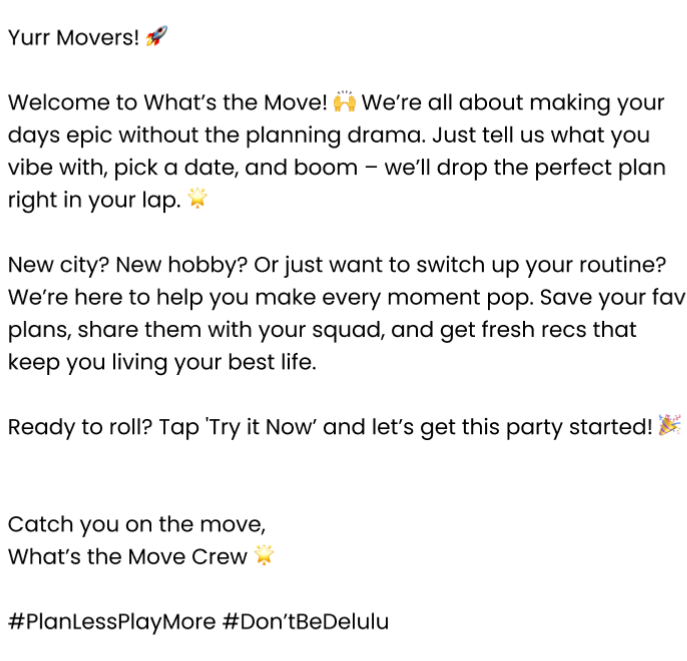 Yurr Movers! 🚀
Welcome to What's the Move! 🙌 We're all about making your
days epic without the planning drama. Just tell us what you
vibe with, pick a date, and boom – we'll drop the perfect plan
right in your lap. 🌟
New city? New hobby? Or just want to switch up your routine?
We're here to help you make every moment pop. Save your fav
plans, share them with your squad, and get fresh recs that
keep you living your best life.
Ready to roll? Tap 'Try it Now’ and let's get this party started! 🎉
Catch you on the move,
What's the Move Crew 🌟
#PlanLessPlayMore #Don'tBeDelulu